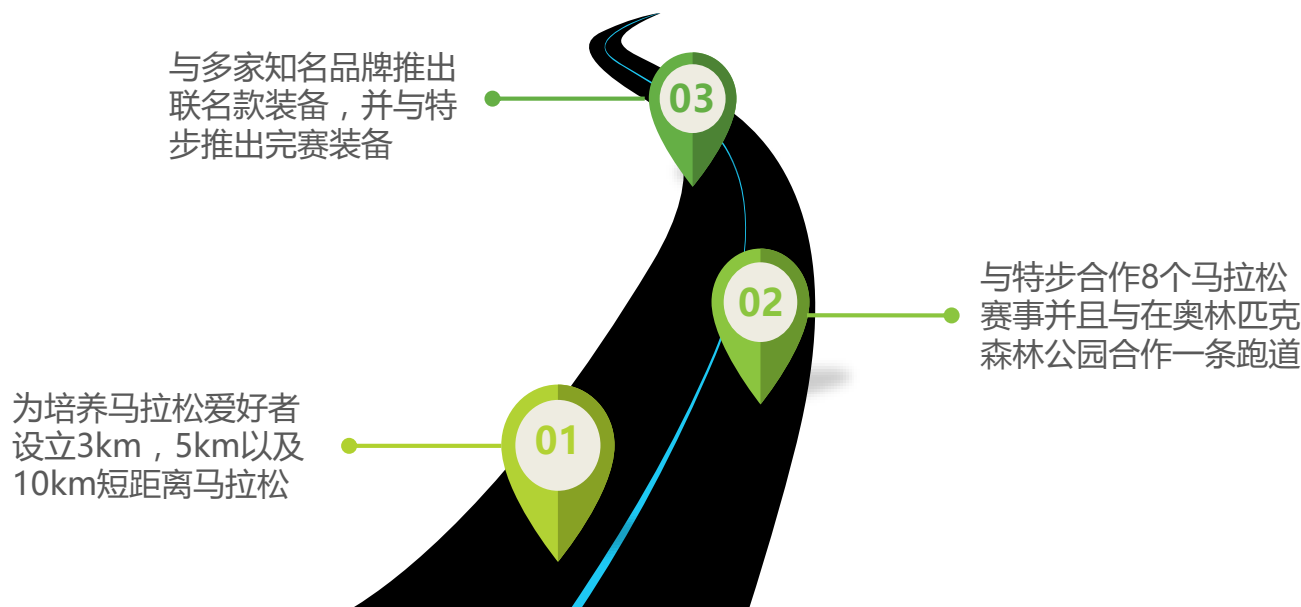 与多家知名品牌推出
联名款装备，并与特
步推出完赛装备
03
02
与特步合作8个马拉松
赛事并且与在奥林匹克
森林公园合作一条跑道
为培养马拉松爱好者
设立3km，5km以及
10km短距离马拉松
01